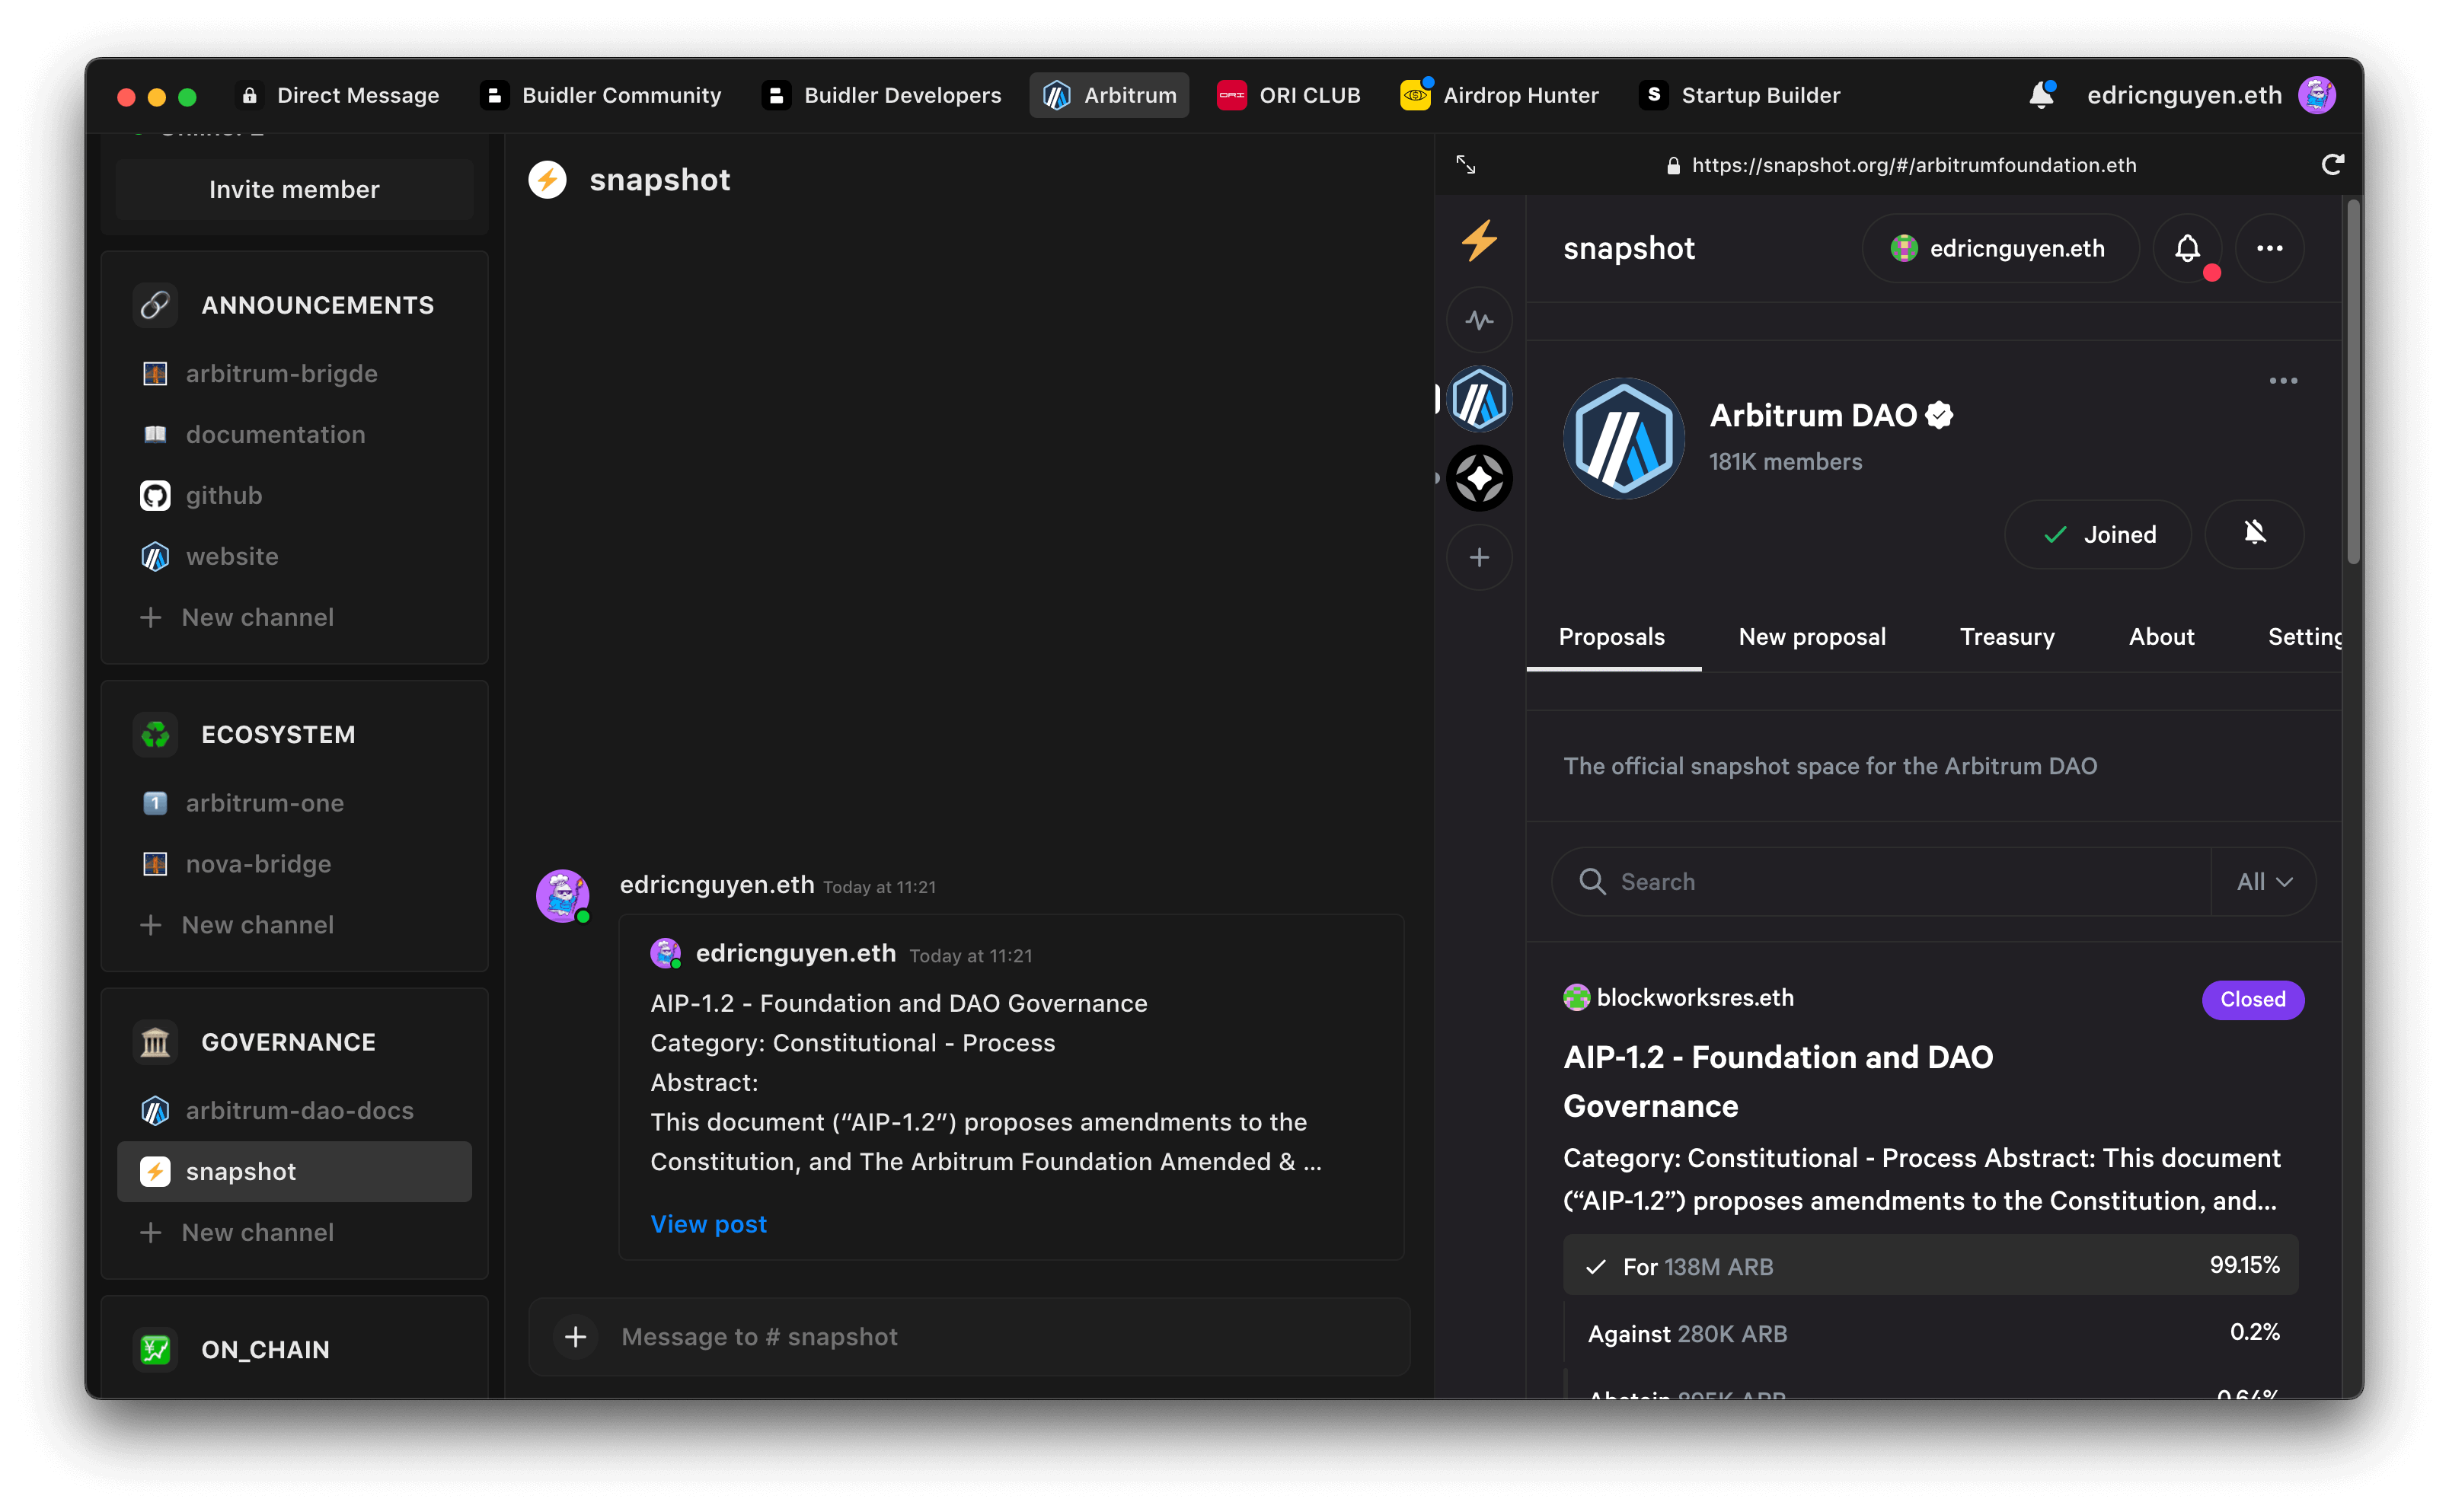 Direct Message
Buidler Community
Buidler Developers
Arbitrum
ORI CLUB
Airdrop Hunter
S Startup Builder
edricnguyen.eth
Invite member
ANNOUNCEMENTS
arbitrum-brigde
documentation
github
website
+ New channel
ECOSYSTEM
1 arbitrum-one
nova-bridge
+ New channel
GOVERNANCE
arbitrum-dao-docs
snapshot
+ New channel
ON_CHAIN
snapshot
edricnguyen.eth Today at 11:21
edricnguyen.eth Today at 11:21
AIP-1.2 - Foundation and DAO Governance
Category: Constitutional - Process
Abstract:
This document (“AIP-1.2”) proposes amendments to the
Constitution, and The Arbitrum Foundation Amended & ...
View post
+ Message to # snapshot
https://snapshot.org/#/arbitrumfoundation.eth
snapshot
edricnguyen.eth
Arbitrum DAO
181K members
Joined
Proposals New proposal Treasury About Setting
The official snapshot space for the Arbitrum DAO
Search All
blockworksres.eth Closed
AIP-1.2 - Foundation and DAO
Governance
Category: Constitutional - Process Abstract: This document
(“AIP-1.2”) proposes amendments to the Constitution, and...
For 138M ARB 99.15%
Against 280K ARB 0.2%
Abstain 895K ARB 0.64%